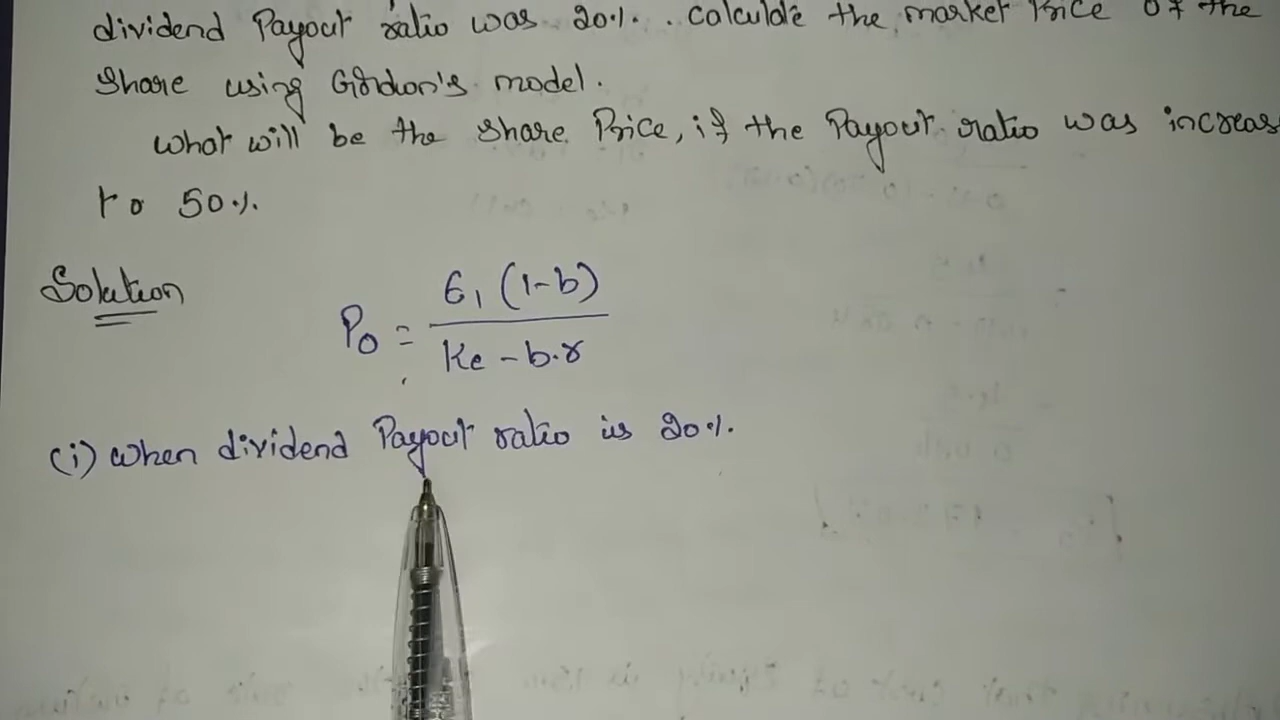 dividend Payout ratio was 20%. Calculate the market Price of the
Share using Gordon's model.
What will be the Share Price, if the Payout ratio was increas
to 50%.
Solution
P₀ = E₁ (1-b) / Ke - b.r
(i) When dividend Payout ratio is 20%.